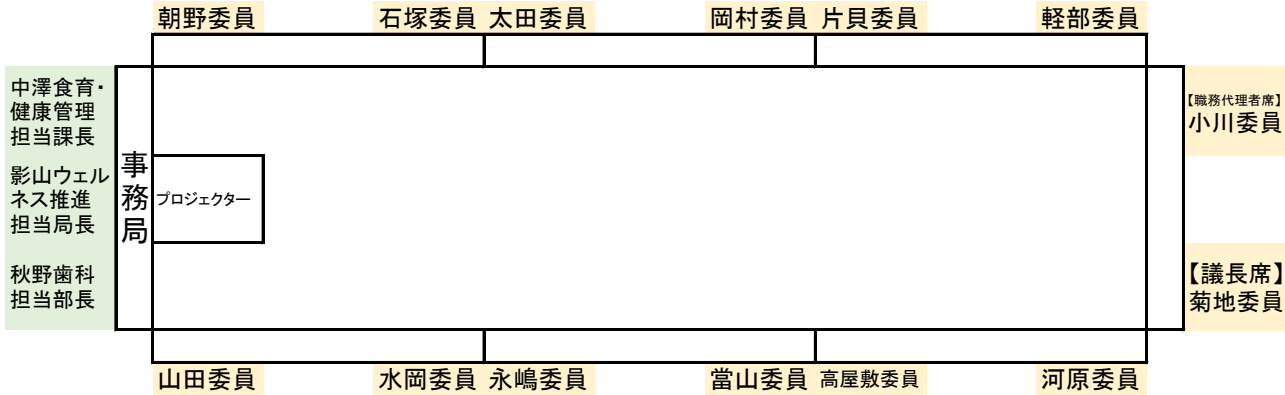 朝野委員
石塚委員 太田委員
岡村委員 片貝委員
軽部委員
中澤食育・
健康管理
担当課長
影山ウェル
ネス推進
担当局長
秋野歯科
担当部長
事務局
プロジェクター
【職務代理者席】
小川委員
【議長席】
菊地委員
山田委員
水岡委員 永嶋委員
當山委員 高屋敷委員
河原委員